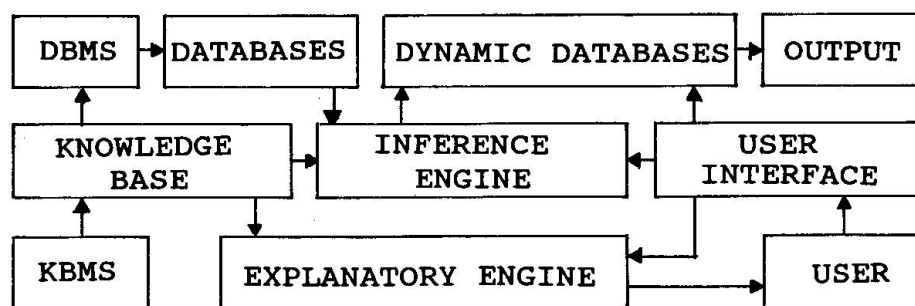 DBMS
DATABASES
DYNAMIC DATABASES
OUTPUT
KNOWLEDGE
BASE
INFERENCE
ENGINE
USER
INTERFACE
KBMS
EXPLANATORY ENGINE
USER